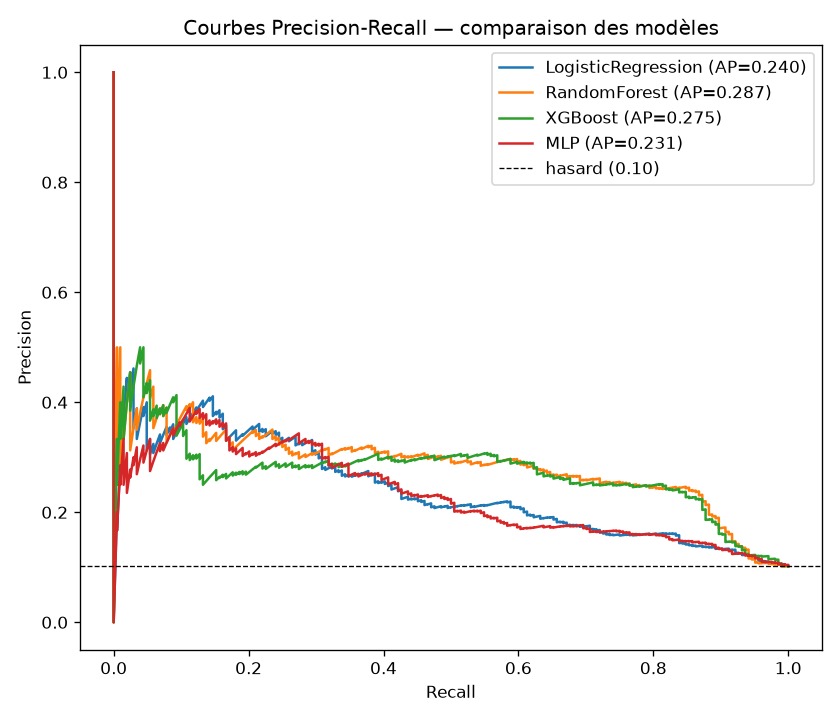 Courbes Precision-Recall — comparaison des modèles
LogisticRegression (AP=0.240)
RandomForest (AP=0.287)
XGBoost (AP=0.275)
MLP (AP=0.231)
hasard (0.10)
Precision
1.0
0.8
0.6
0.4
0.2
0.0
0.0 0.2 0.4 0.6 0.8 1.0
Recall